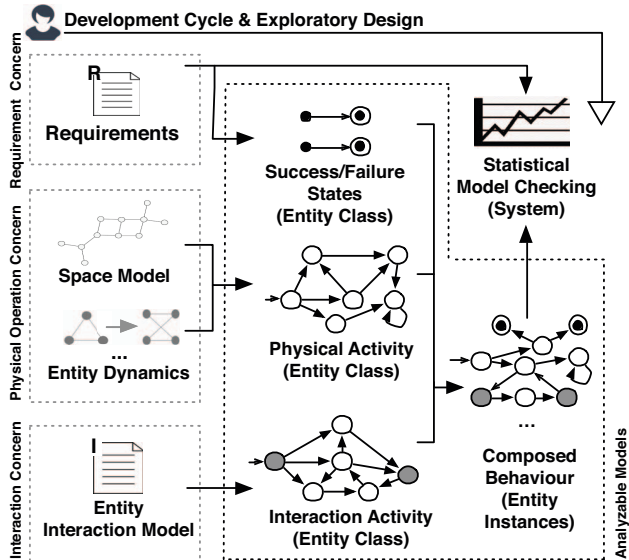 Development Cycle & Exploratory Design
Requirement Concern
R
Requirements
Success/Failure
States
(Entity Class)
Statistical
Model Checking
(System)
Physical Operation Concern
Space Model
...
Entity Dynamics
Physical Activity
(Entity Class)
Interaction Concern
I
Entity
Interaction Model
Interaction Activity
(Entity Class)
...
Composed
Behaviour
(Entity
Instances)
Analyzable Models